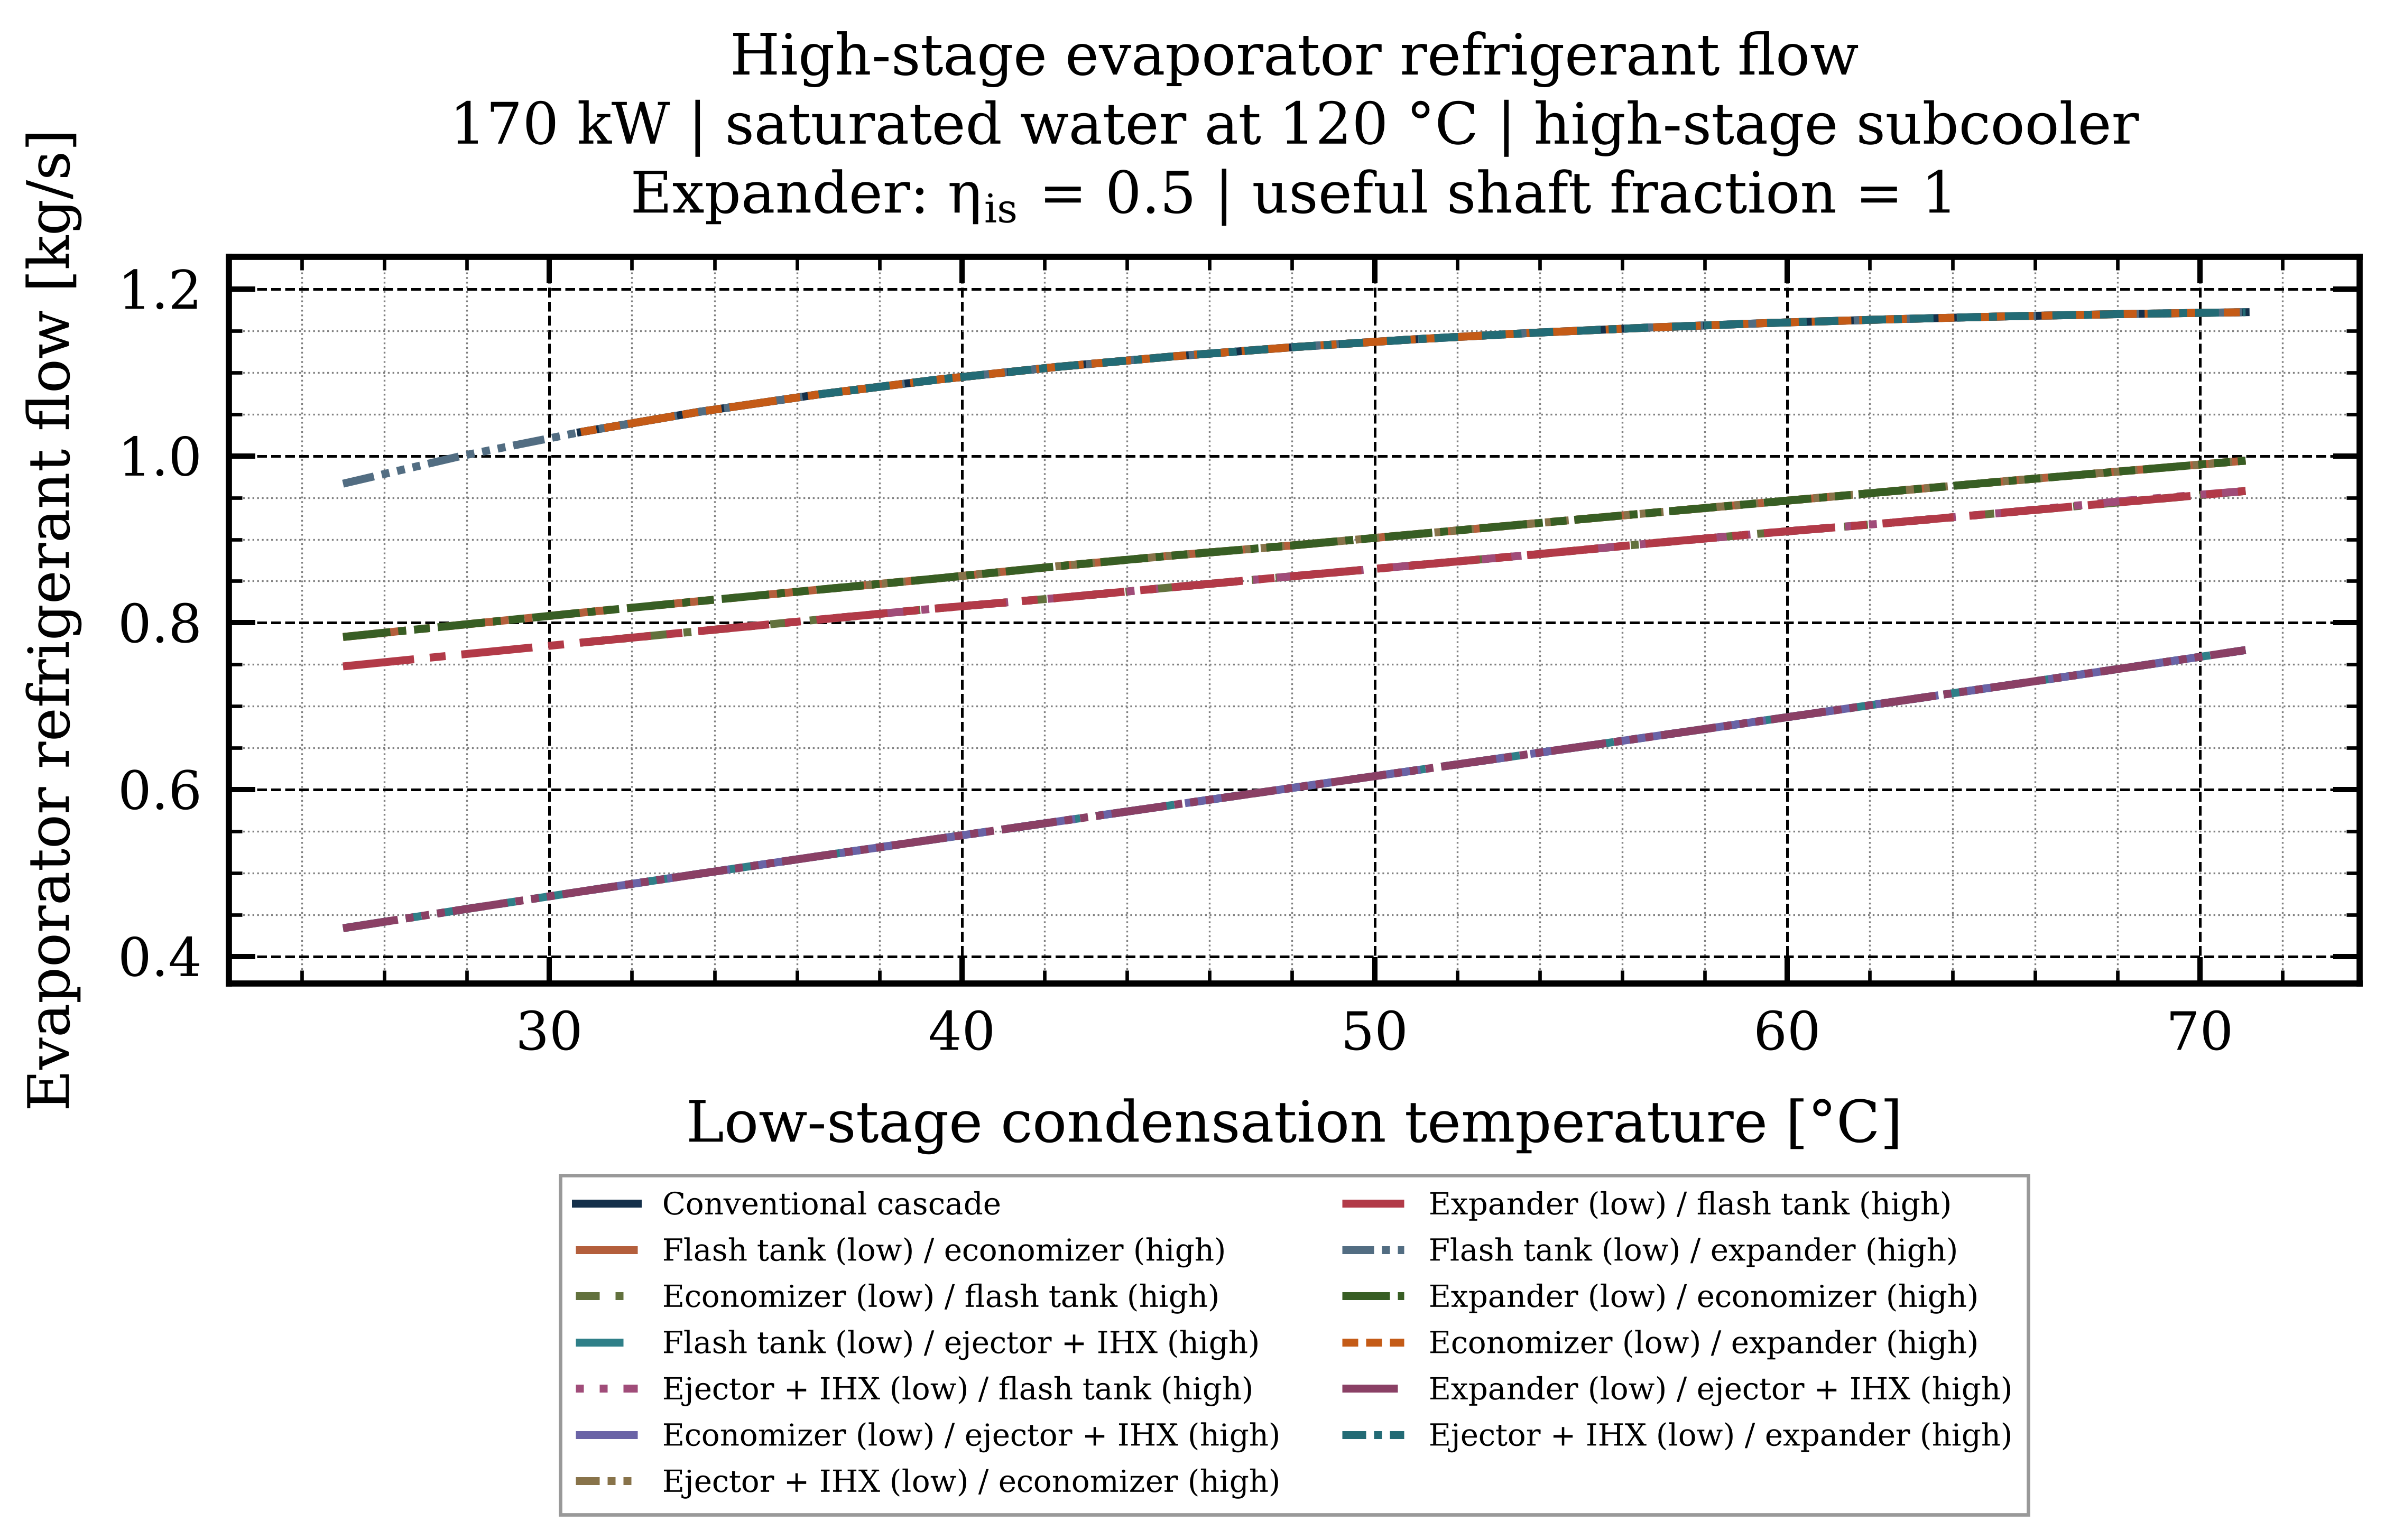 High-stage evaporator refrigerant flow
170 kW | saturated water at 120 °C | high-stage subcooler
Expander: ηis = 0.5 | useful shaft fraction = 1
Evaporator refrigerant flow [kg/s]
1.2
1.0
0.8
0.6
0.4
30 40 50 60 70
Low-stage condensation temperature [°C]
Conventional cascade
Flash tank (low) / economizer (high)
Economizer (low) / flash tank (high)
Flash tank (low) / ejector + IHX (high)
Ejector + IHX (low) / flash tank (high)
Economizer (low) / ejector + IHX (high)
Ejector + IHX (low) / economizer (high)
Expander (low) / flash tank (high)
Flash tank (low) / expander (high)
Expander (low) / economizer (high)
Economizer (low) / expander (high)
Expander (low) / ejector + IHX (high)
Ejector + IHX (low) / expander (high)